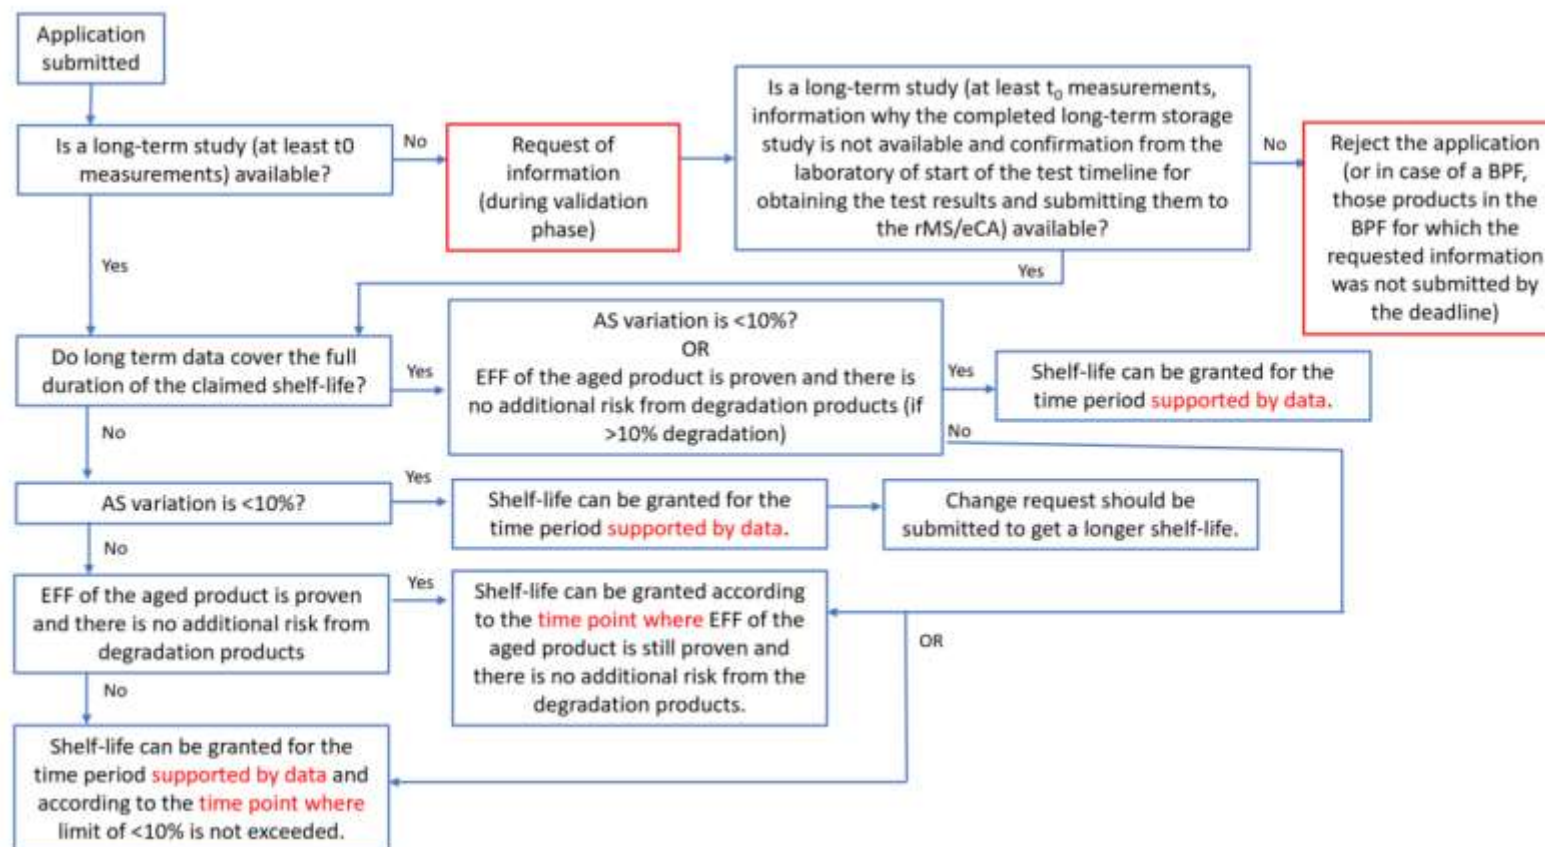 Application
submitted
Is a long-term study (at least t0
measurements) available?
No
Request of
information
(during validation
phase)
Is a long-term study (at least t₀ measurements,
information why the completed long-term storage
study is not available and confirmation from the
laboratory of start of the test timeline for
obtaining the test results and submitting them to
the rMS/eCA) available?
No
Reject the application
(or in case of a BPF,
those products in the
BPF for which the
requested information
was not submitted by
the deadline)
Yes
Yes
Do long term data cover the full
duration of the claimed shelf-life?
Yes
AS variation is <10%?
OR
EFF of the aged product is proven and there is
no additional risk from degradation products (if
>10% degradation)
Yes
Shelf-life can be granted for the
time period supported by data.
No
No
AS variation is <10%?
Yes
Shelf-life can be granted for the
time period supported by data.
Change request should be
submitted to get a longer shelf-life.
No
EFF of the aged product is proven
and there is no additional risk from
degradation products
Yes
Shelf-life can be granted according
to the time point where EFF of the
aged product is still proven and
there is no additional risk from the
degradation products.
OR
No
Shelf-life can be granted for the
time period supported by data and
according to the time point where
limit of <10% is not exceeded.